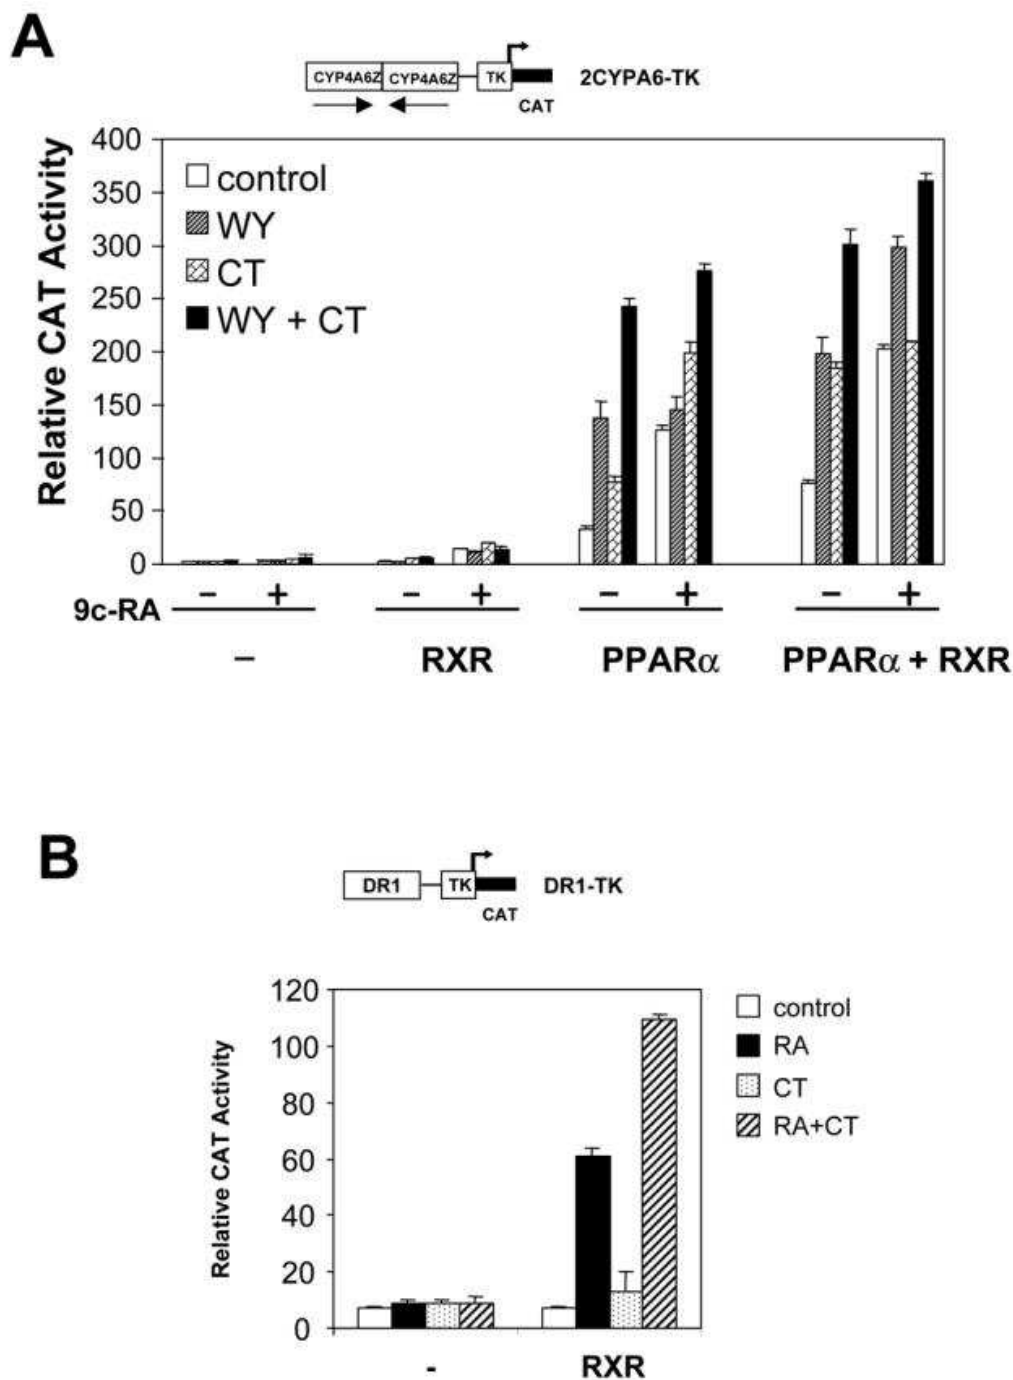 A
CYP4A6Z CYP4A6Z TK 2CYPA6-TK
CAT
Relative CAT Activity
400
350
300
250
200
150
100
50
0
control
WY
CT
WY + CT
9c-RA − + − + − + − +
− RXR PPARα PPARα + RXR
B
DR1 TK DR1-TK
CAT
Relative CAT Activity
120
100
80
60
40
20
0
control
RA
CT
RA+CT
- RXR